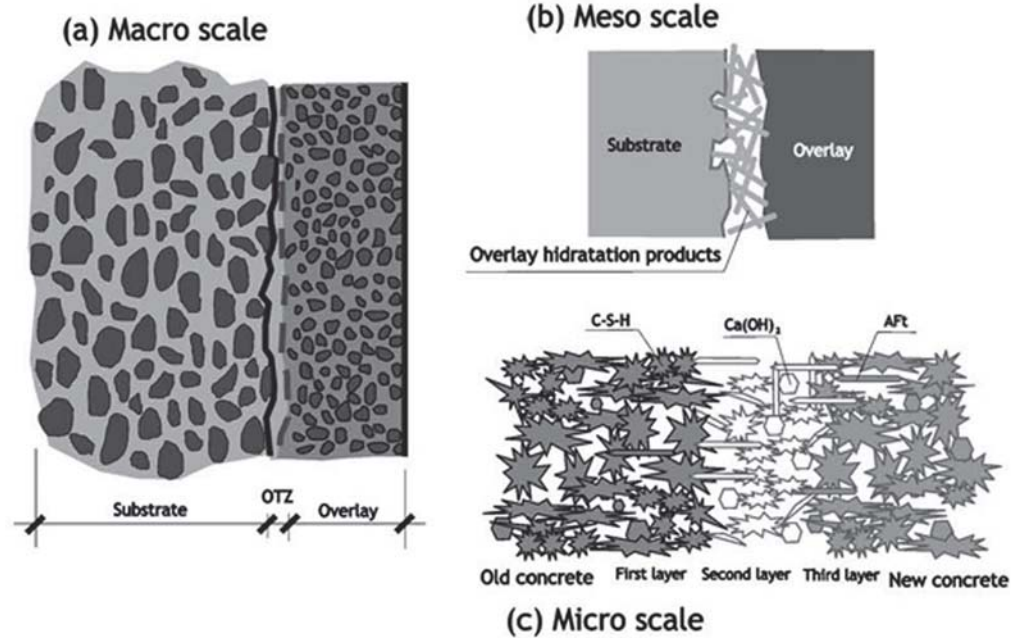 (a) Macro scale
Substrate
OTZ
Overlay
(b) Meso scale
Substrate
Overlay
Overlay hidratation products
C-S-H
Ca(OH)₂
AFt
Old concrete
First layer
Second layer
Third layer
New concrete
(c) Micro scale